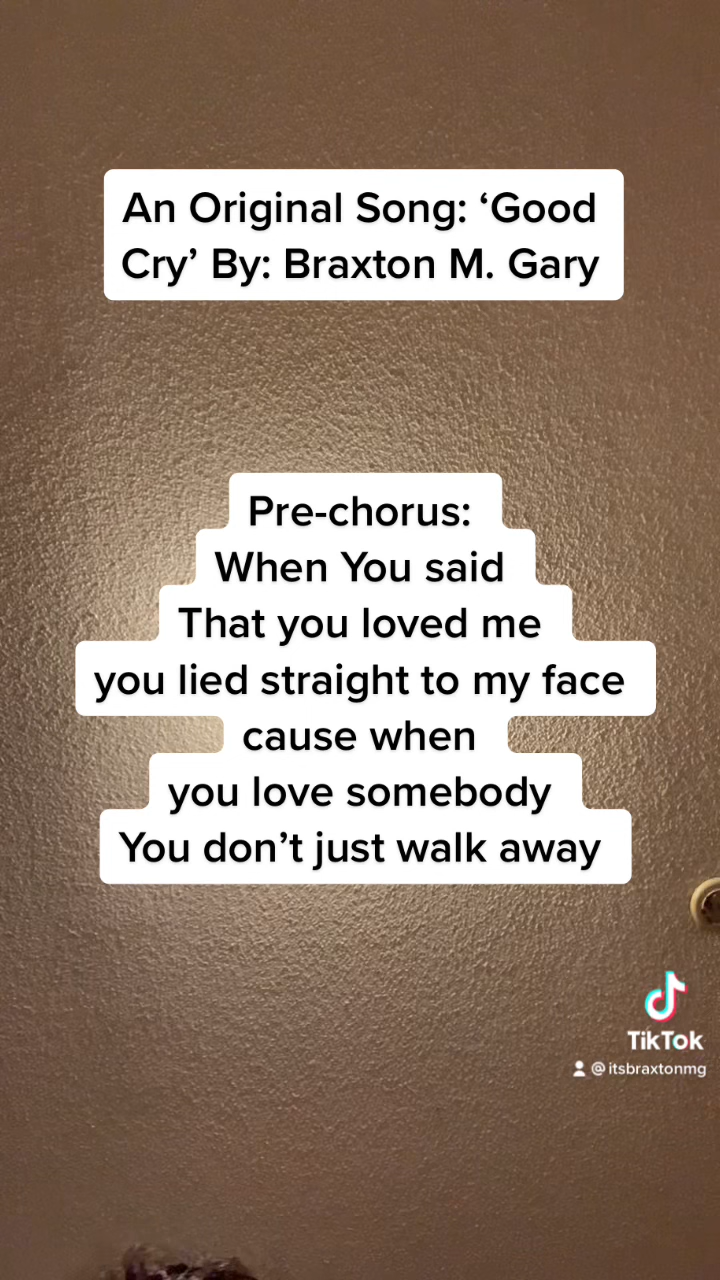 An Original Song: ‘Good
Cry’ By: Braxton M. Gary
Pre-chorus:
When You said
That you loved me
you lied straight to my face
cause when
you love somebody
You don’t just walk away
TikTok
@itsbraxtonmg